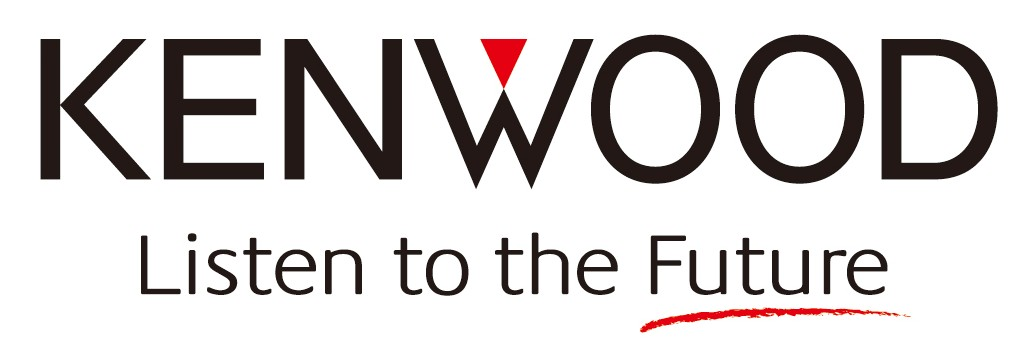 KENWOOD
Listen to the Future